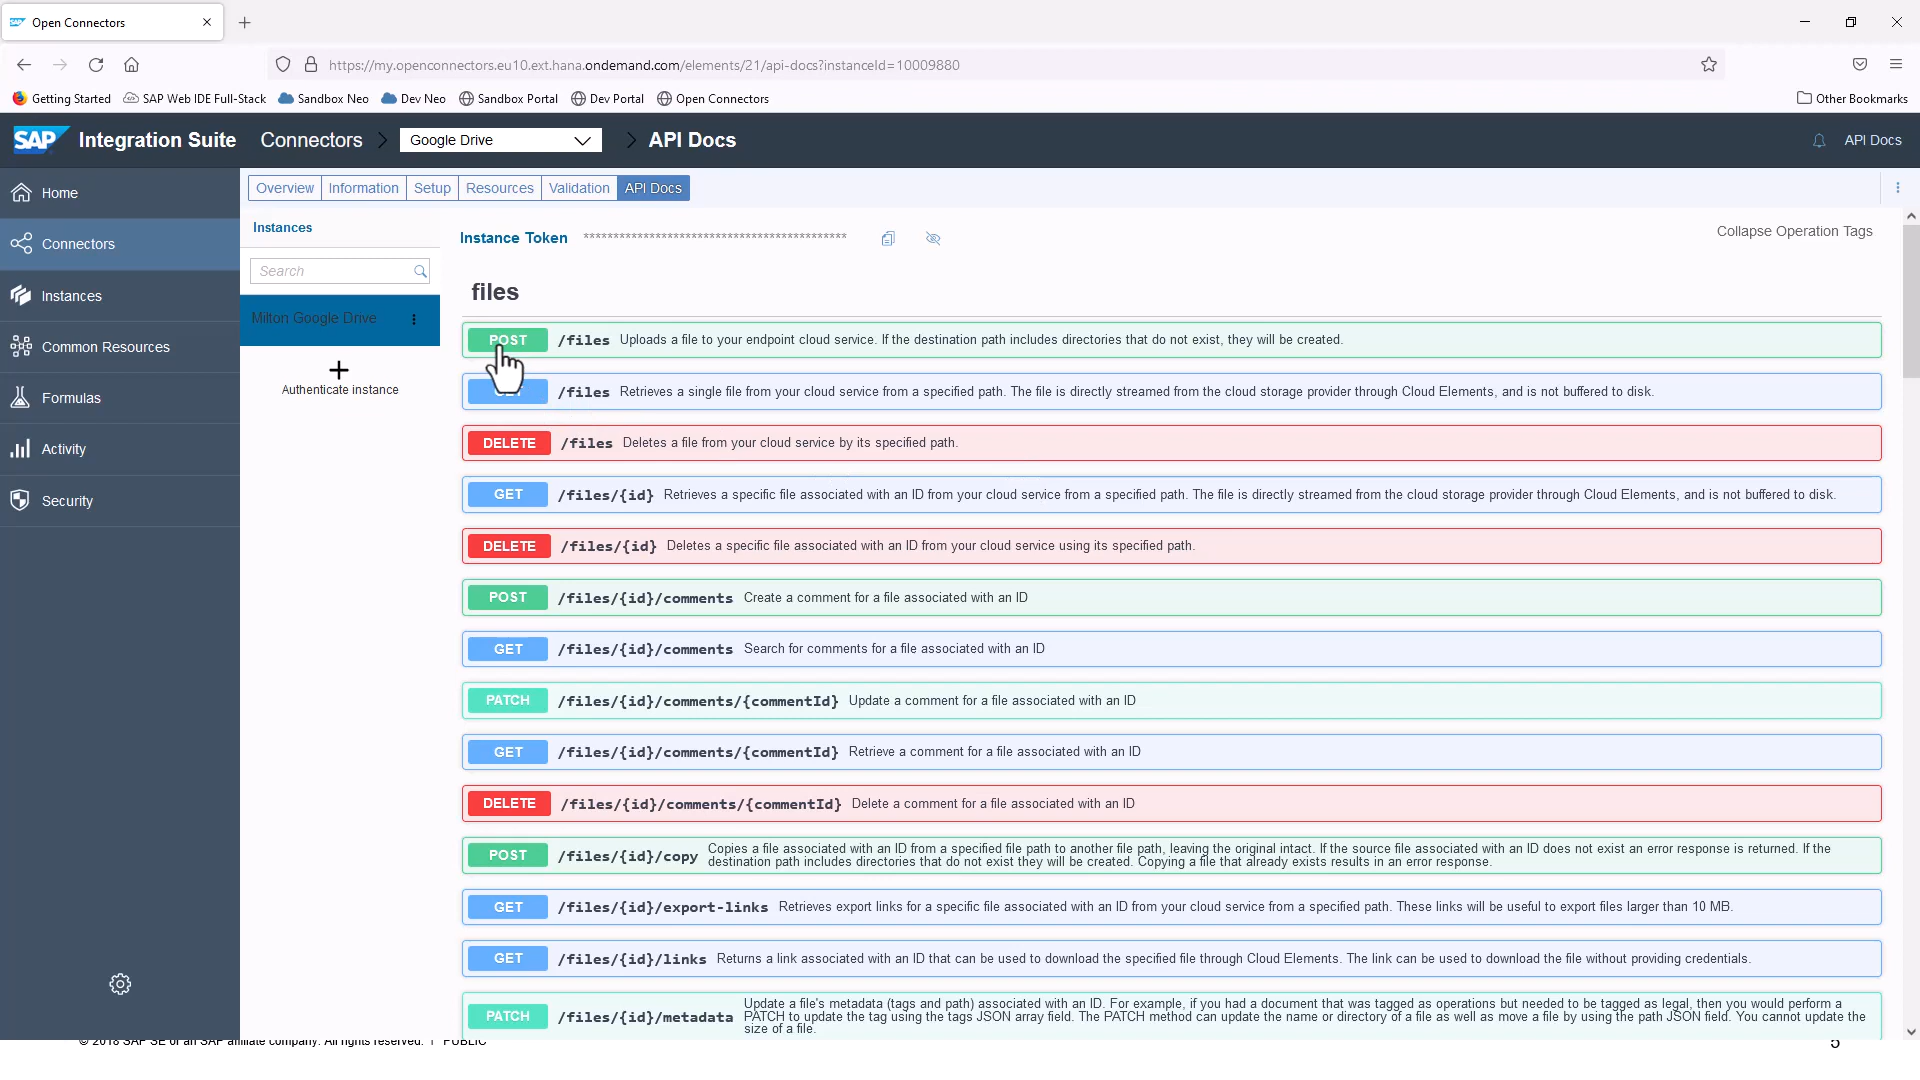 Open Connectors
https://my.openconnectors.eu10.ext.hana.ondemand.com/elements/21/api-docs?instanceId=10009880
Getting Started SAP Web IDE Full-Stack Sandbox Neo Dev Neo Sandbox Portal Dev Portal Open Connectors Other Bookmarks
SAP Integration Suite Connectors Google Drive API Docs API Docs
Home
Connectors
Instances
Common Resources
Formulas
Activity
Security
Overview Information Setup Resources Validation API Docs
Instances
Search
Milton Google Drive
Authenticate instance
Instance Token ********************************************
Collapse Operation Tags
files
POST /files Uploads a file to your endpoint cloud service. If the destination path includes directories that do not exist, they will be created.
/files Retrieves a single file from your cloud service from a specified path. The file is directly streamed from the cloud storage provider through Cloud Elements, and is not buffered to disk.
DELETE /files Deletes a file from your cloud service by its specified path.
GET /files/{id} Retrieves a specific file associated with an ID from your cloud service from a specified path. The file is directly streamed from the cloud storage provider through Cloud Elements, and is not buffered to disk.
DELETE /files/{id} Deletes a specific file associated with an ID from your cloud service using its specified path.
POST /files/{id}/comments Create a comment for a file associated with an ID
GET /files/{id}/comments Search for comments for a file associated with an ID
PATCH /files/{id}/comments/{commentId} Update a comment for a file associated with an ID
GET /files/{id}/comments/{commentId} Retrieve a comment for a file associated with an ID
DELETE /files/{id}/comments/{commentId} Delete a comment for a file associated with an ID
POST /files/{id}/copy Copies a file associated with an ID from a specified file path to another file path, leaving the original intact. If the source file associated with an ID does not exist an error response is returned. If the
destination path includes directories that do not exist they will be created. Copying a file that already exists results in an error response.
GET /files/{id}/export-links Retrieves export links for a specific file associated with an ID from your cloud service from a specified path. These links will be useful to export files larger than 10 MB.
GET /files/{id}/links Returns a link associated with an ID that can be used to download the specified file through Cloud Elements. The link can be used to download the file without providing credentials.
PATCH /files/{id}/metadata Update a file's metadata (tags and path) associated with an ID. For example, if you had a document that was tagged as operations but needed to be tagged as legal, then you would perform a
PATCH to update the tag using the tags JSON array field. The PATCH method can update the name or directory of a file as well as move a file by using the path JSON field. You cannot update the
size of a file.
© 2018 SAP SE or an SAP affiliate company. All rights reserved. | PUBLIC
5